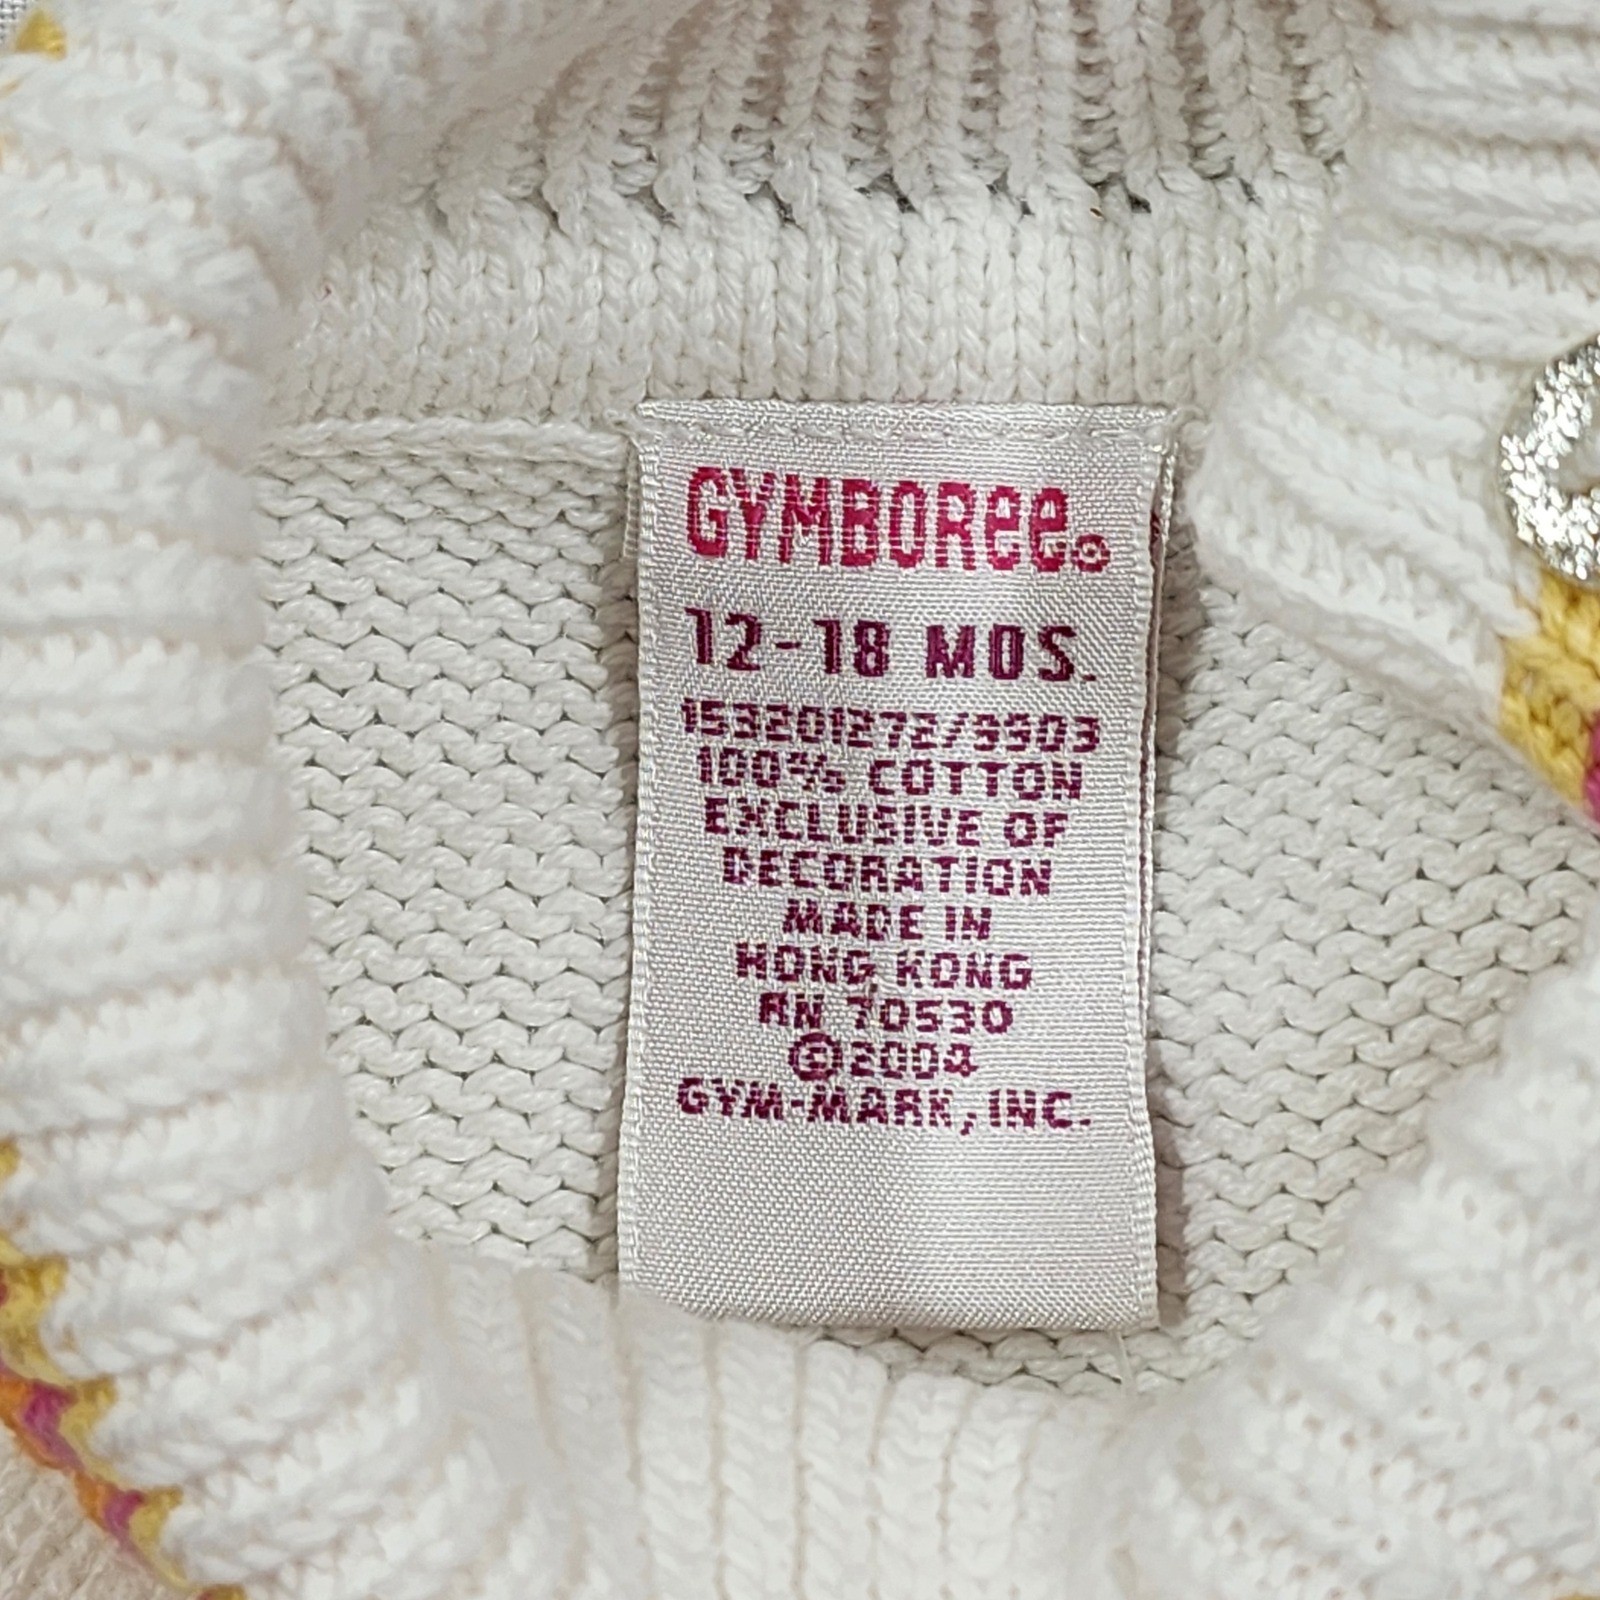 GYMBOREE®
12-18 MOS.
153201272/9903
100% COTTON
EXCLUSIVE OF
DECORATION
MADE IN
HONG KONG
RN 70530
©2004
GYM-MARK, INC.